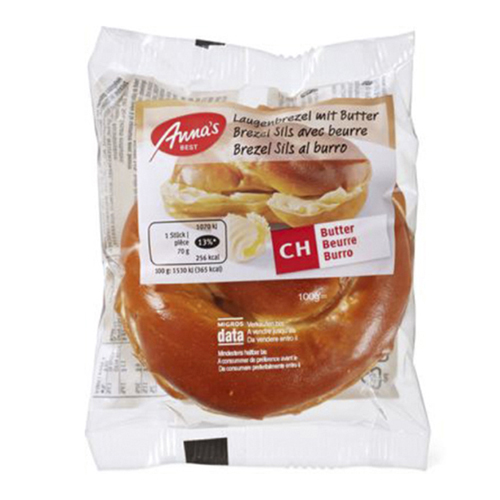 Anna's
BEST
Laugenbrezel mit Butter
Brezel Sils avec beurre
Brezel Sils al burro
1 Stück/
pièce
70 g
1070 kJ
13%*
256 kcal
100 g: 1530 kJ (365 kcal)
CH
Butter
Beurre
Burro
100g
MIGROS
data
Verkaufen bis:
A vendre jusqu'au
Da vendere entro il
Mindestens haltbar bis
A consommer de préférence avant le
Da consumare preferibilmente entro il